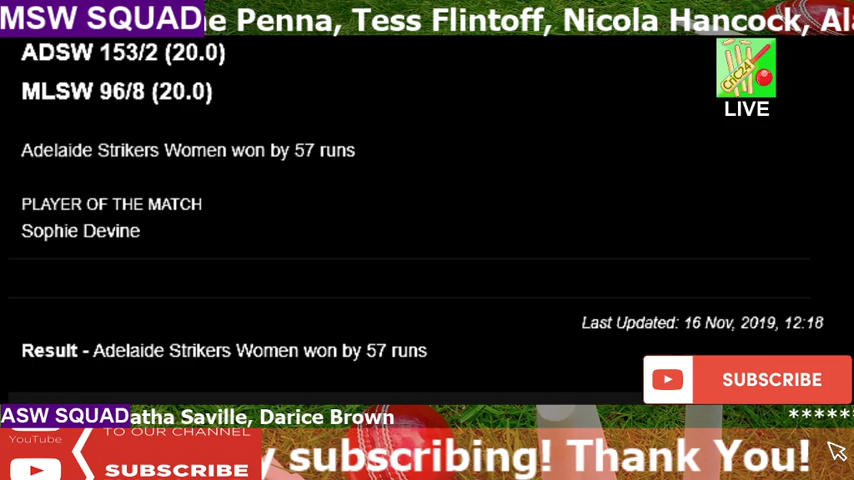 MSW SQUAD ne Penna, Tess Flintoff, Nicola Hancock, Al
ADSW 153/2 (20.0)
MLSW 96/8 (20.0)
CriC24
LIVE
Adelaide Strikers Women won by 57 runs
PLAYER OF THE MATCH
Sophie Devine
Last Updated: 16 Nov, 2019, 12:18
Result - Adelaide Strikers Women won by 57 runs
SUBSCRIBE
ASW SQUAD atha Saville, Darice Brown ******
YouTube
TO OUR CHANNEL
SUBSCRIBE
y subscribing! Thank You!